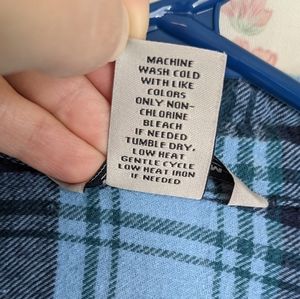 MACHINE
WASH COLD
WITH LIKE
COLORS
ONLY NON-
CHLORINE
BLEACH
IF NEEDED
TUMBLE DRY,
LOW HEAT
GENTLE CYCLE
LOW HEAT IRON
IF NEEDED